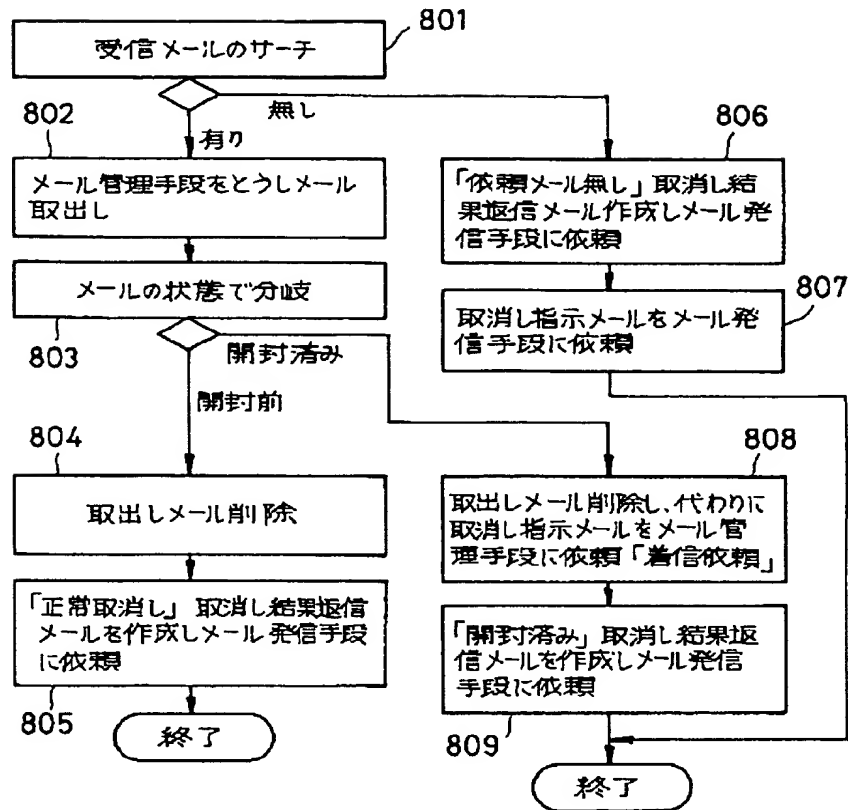 801
受信メールのサーチ
802
無し
有り
806
メール管理手段をとうしメール
取出し
「依頼メール無し」取消し結
果返信メール作成しメール発
信手段に依頼
メールの状態で分岐
803
807
取消し指示メールをメール発
信手段に依頼
開封済み
開封前
804
808
取出しメール削除
取出しメール削除し、代わりに
取消し指示メールをメール管
理手段に依頼「着信依頼」
「正常取消し」取消し結果返信
メールを作成しメール発信手段
に依頼
805
「開封済み」取消し結果返
信メールを作成しメール発信
手段に依頼
809
終了
終了